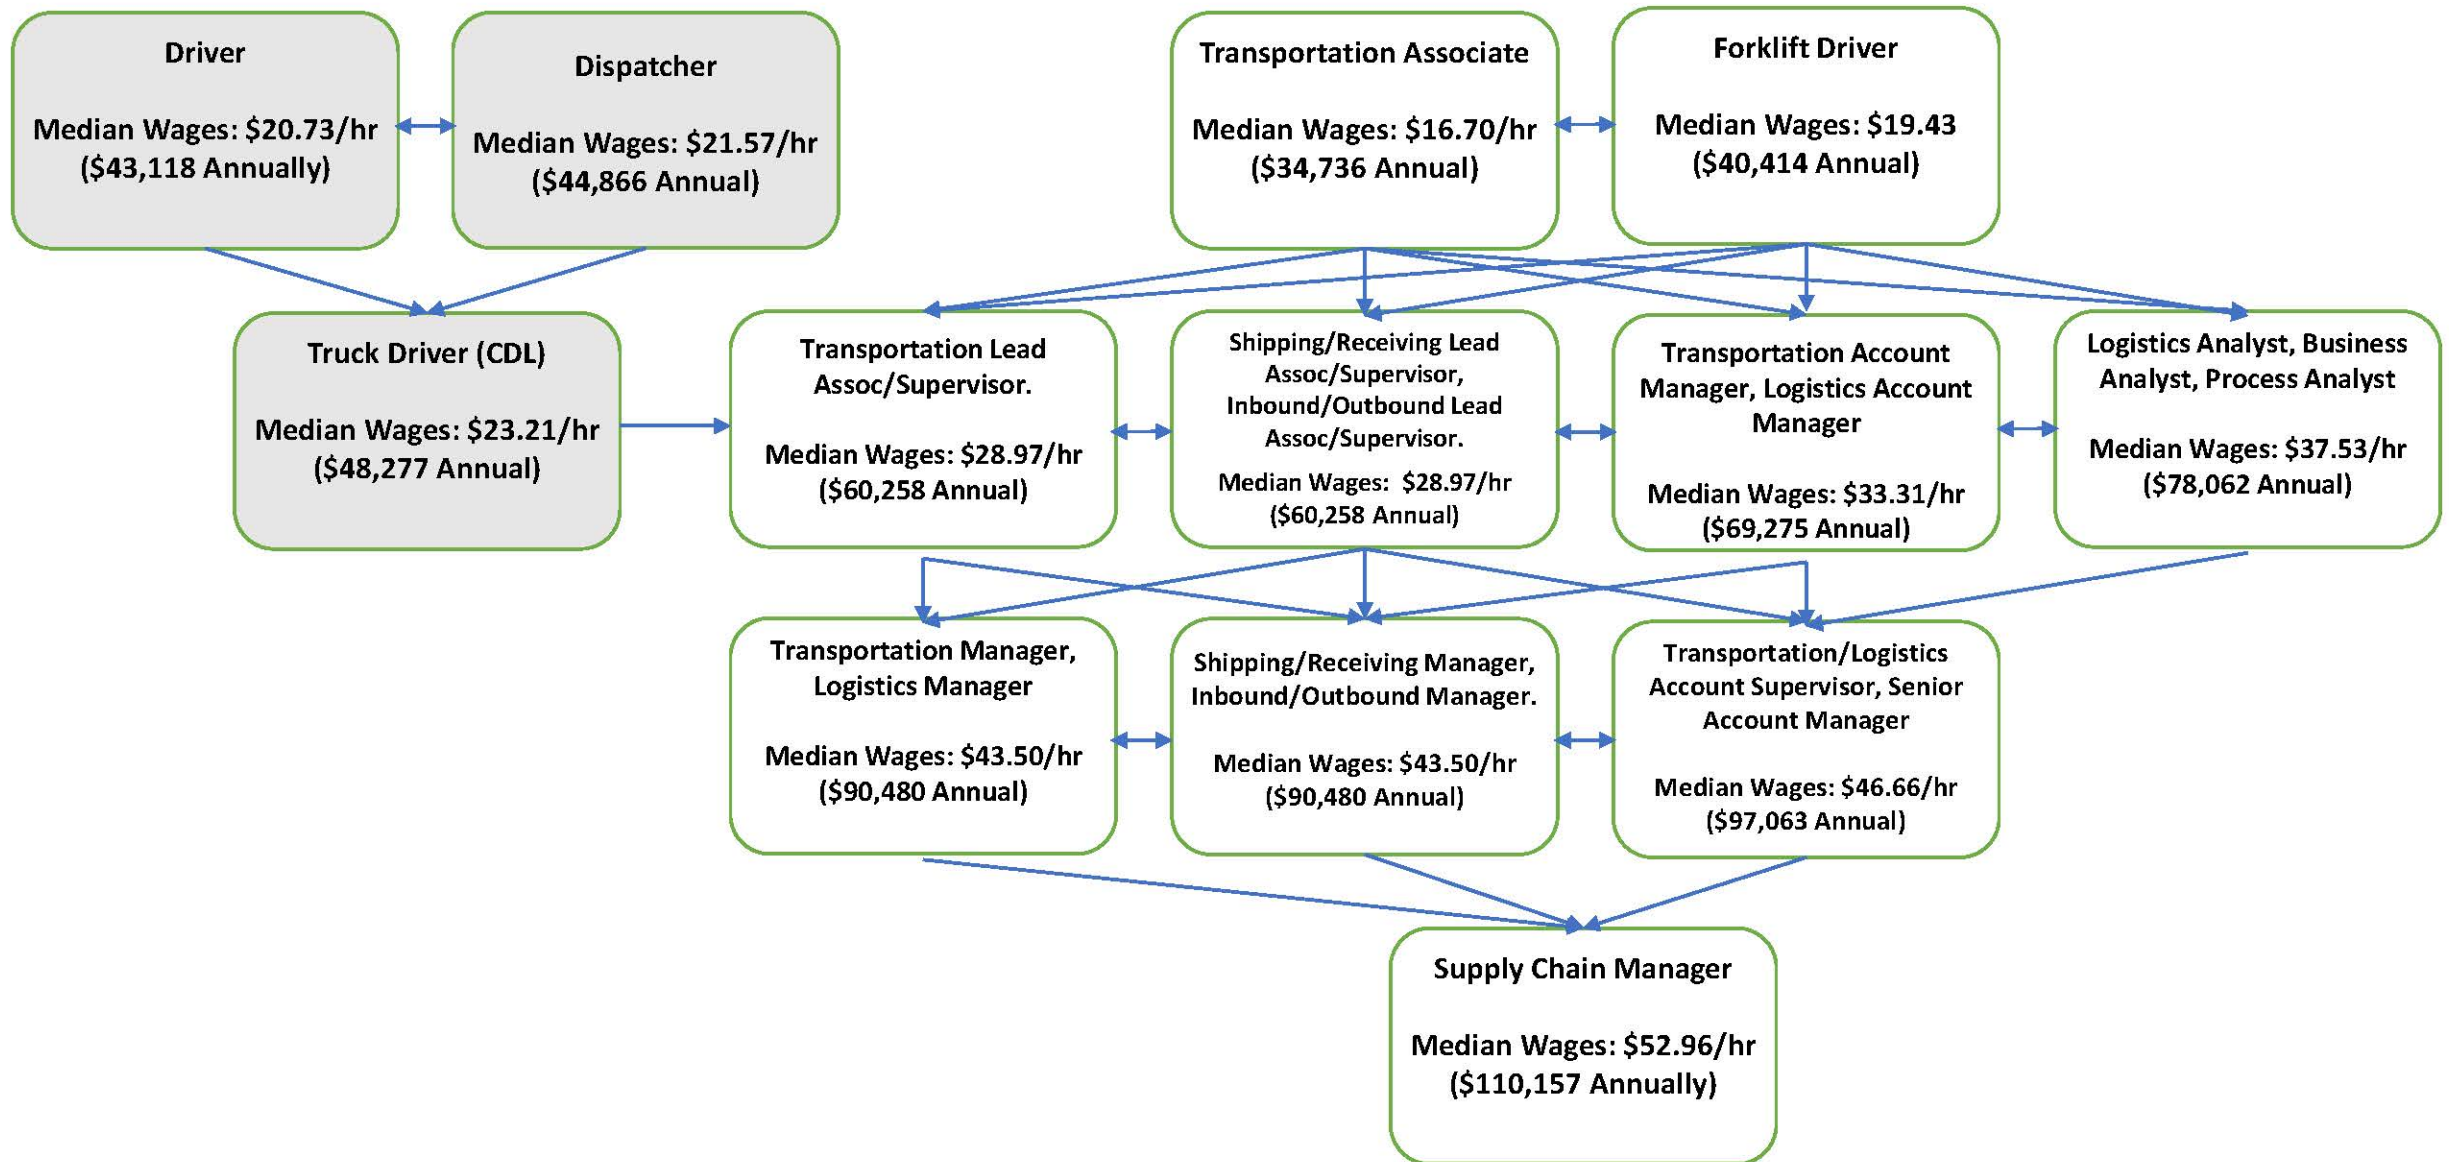 Driver
Median Wages: $20.73/hr
($43,118 Annually)
Dispatcher
Median Wages: $21.57/hr
($44,866 Annual)
Transportation Associate
Median Wages: $16.70/hr
($34,736 Annual)
Forklift Driver
Median Wages: $19.43
($40,414 Annual)
Truck Driver (CDL)
Median Wages: $23.21/hr
($48,277 Annual)
Transportation Lead
Assoc/Supervisor.
Median Wages: $28.97/hr
($60,258 Annual)
Shipping/Receiving Lead
Assoc/Supervisor,
Inbound/Outbound Lead
Assoc/Supervisor.
Median Wages: $28.97/hr
($60,258 Annual)
Transportation Account
Manager, Logistics Account
Manager
Median Wages: $33.31/hr
($69,275 Annual)
Logistics Analyst, Business
Analyst, Process Analyst
Median Wages: $37.53/hr
($78,062 Annual)
Transportation Manager,
Logistics Manager
Median Wages: $43.50/hr
($90,480 Annual)
Shipping/Receiving Manager,
Inbound/Outbound Manager.
Median Wages: $43.50/hr
($90,480 Annual)
Transportation/Logistics
Account Supervisor, Senior
Account Manager
Median Wages: $46.66/hr
($97,063 Annual)
Supply Chain Manager
Median Wages: $52.96/hr
($110,157 Annually)